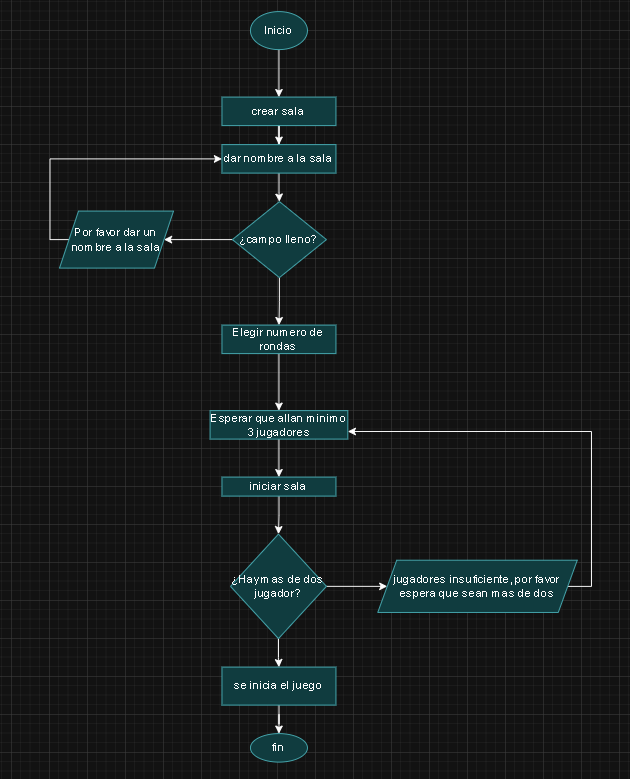 Inicio
crear sala
dar nombre a la sala
Por favor dar un
nombre a la sala
¿campo lleno?
Elegir numero de
rondas
Esperar que allan minimo
3 jugadores
iniciar sala
¿Hay mas de dos
jugador?
jugadores insuficiente, por favor
espera que sean mas de dos
se inicia el juego
fin